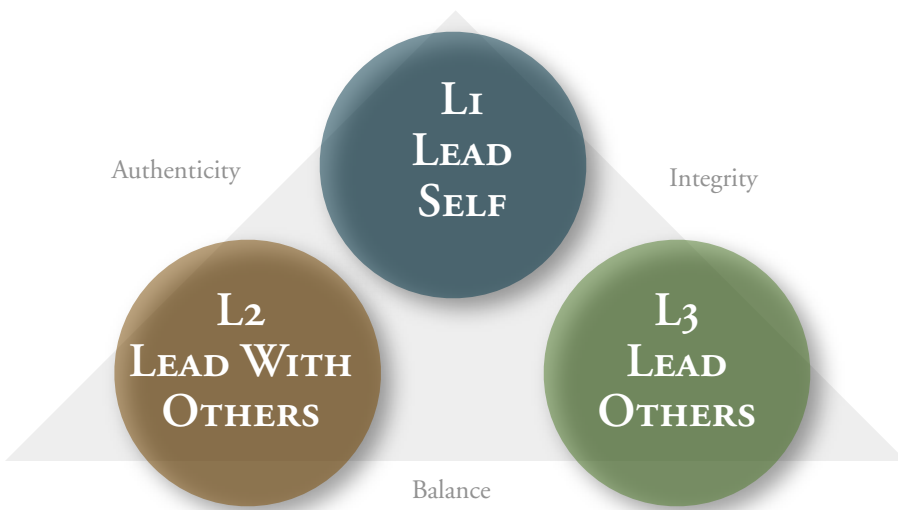 L1
Lead
Self
Authenticity
Integrity
L2
Lead With
Others
L3
Lead
Others
Balance